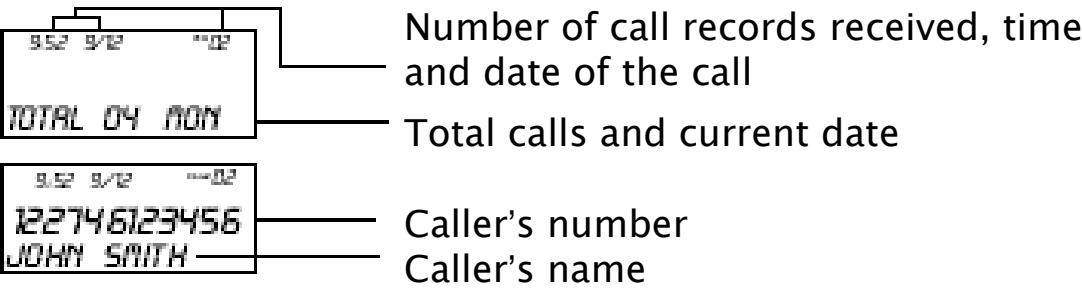 9:52 9/12 02
TOTAL 04 MON
Number of call records received, time
and date of the call
Total calls and current date
9:52 9/12 02
122746123456
JOHN SMITH
Caller’s number
Caller’s name